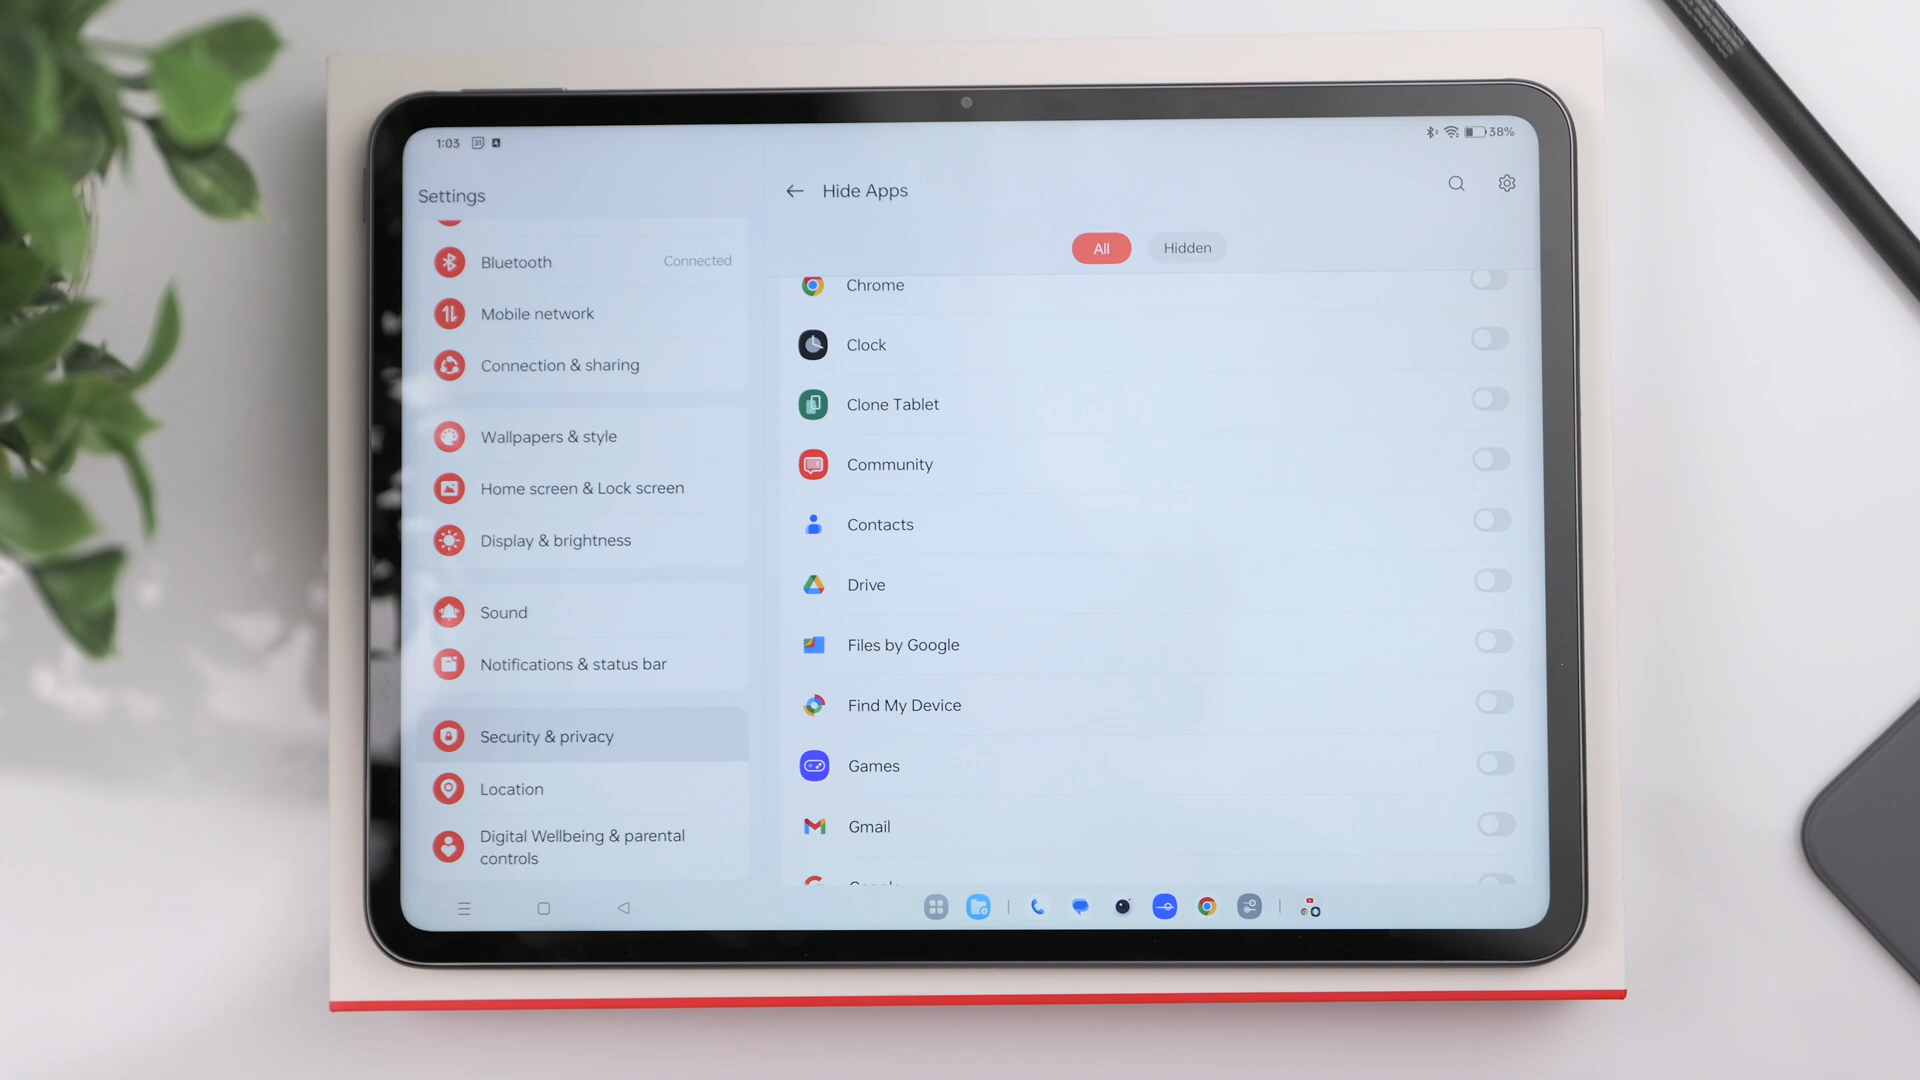 1:03
31
38%
Settings
Hide Apps
All
Hidden
Bluetooth
Connected
Mobile network
Connection & sharing
Wallpapers & style
Home screen & Lock screen
Display & brightness
Sound
Notifications & status bar
Security & privacy
Location
Digital Wellbeing & parental
controls
Chrome
Clock
Clone Tablet
Community
Contacts
Drive
Files by Google
Find My Device
Games
Gmail